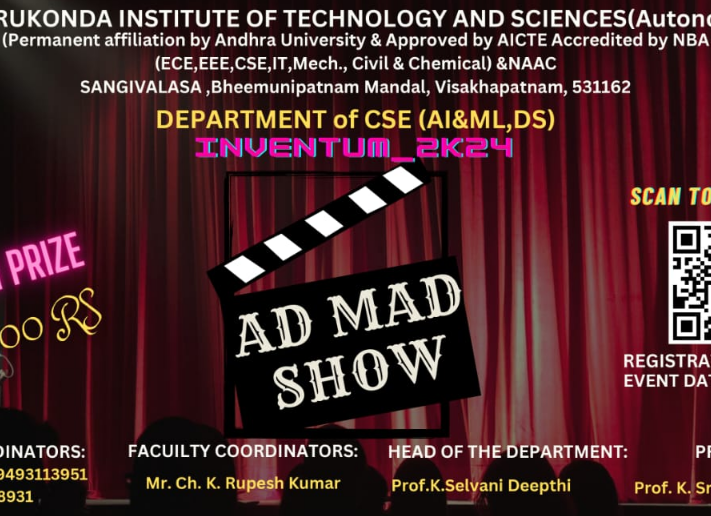 RUKONDA INSTITUTE OF TECHNOLOGY AND SCIENCES(Autono
(Permanent affiliation by Andhra University & Approved by AICTE Accredited by NBA
(ECE,EEE,CSE,IT,Mech., Civil & Chemical) &NAAC
SANGIVALASA ,Bheemunipatnam Mandal, Visakhapatnam, 531162
DEPARTMENT of CSE (AI&ML,DS)
INVENTUM_2K24
SCAN TO
PRIZE
00 RS
AD MAD
SHOW
REGISTRA
EVENT DAT
DINATORS:
9493113951
8931
FACUILTY COORDINATORS:
Mr. Ch. K. Rupesh Kumar
HEAD OF THE DEPARTMENT:
Prof.K.Selvani Deepthi
PR
Prof. K. Sr